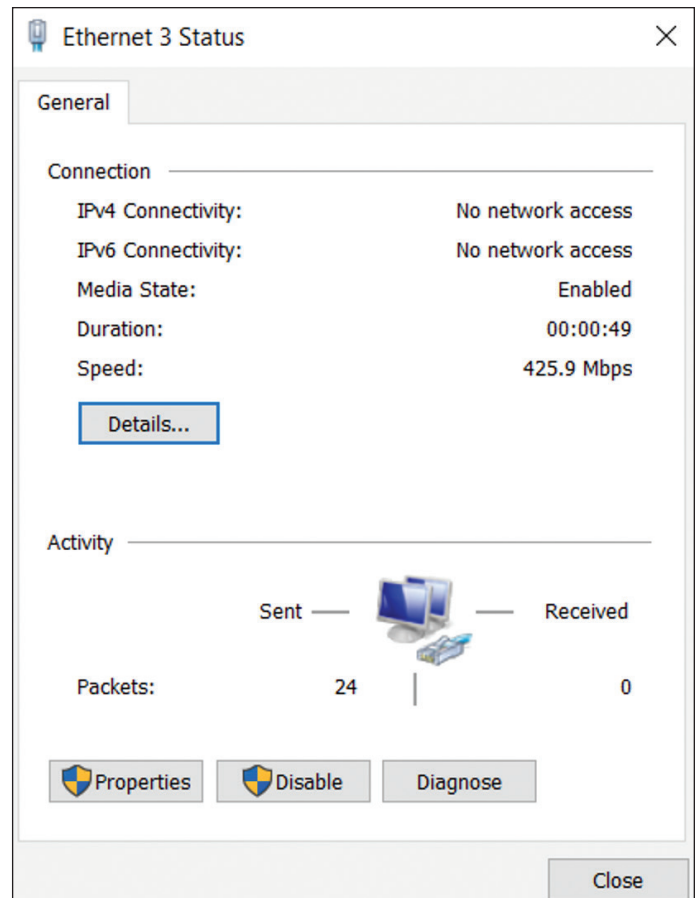 Ethernet 3 Status
General
Connection
IPv4 Connectivity: No network access
IPv6 Connectivity: No network access
Media State: Enabled
Duration: 00:00:49
Speed: 425.9 Mbps
Details...
Activity
Sent Received
Packets: 24 0
Properties Disable Diagnose
Close